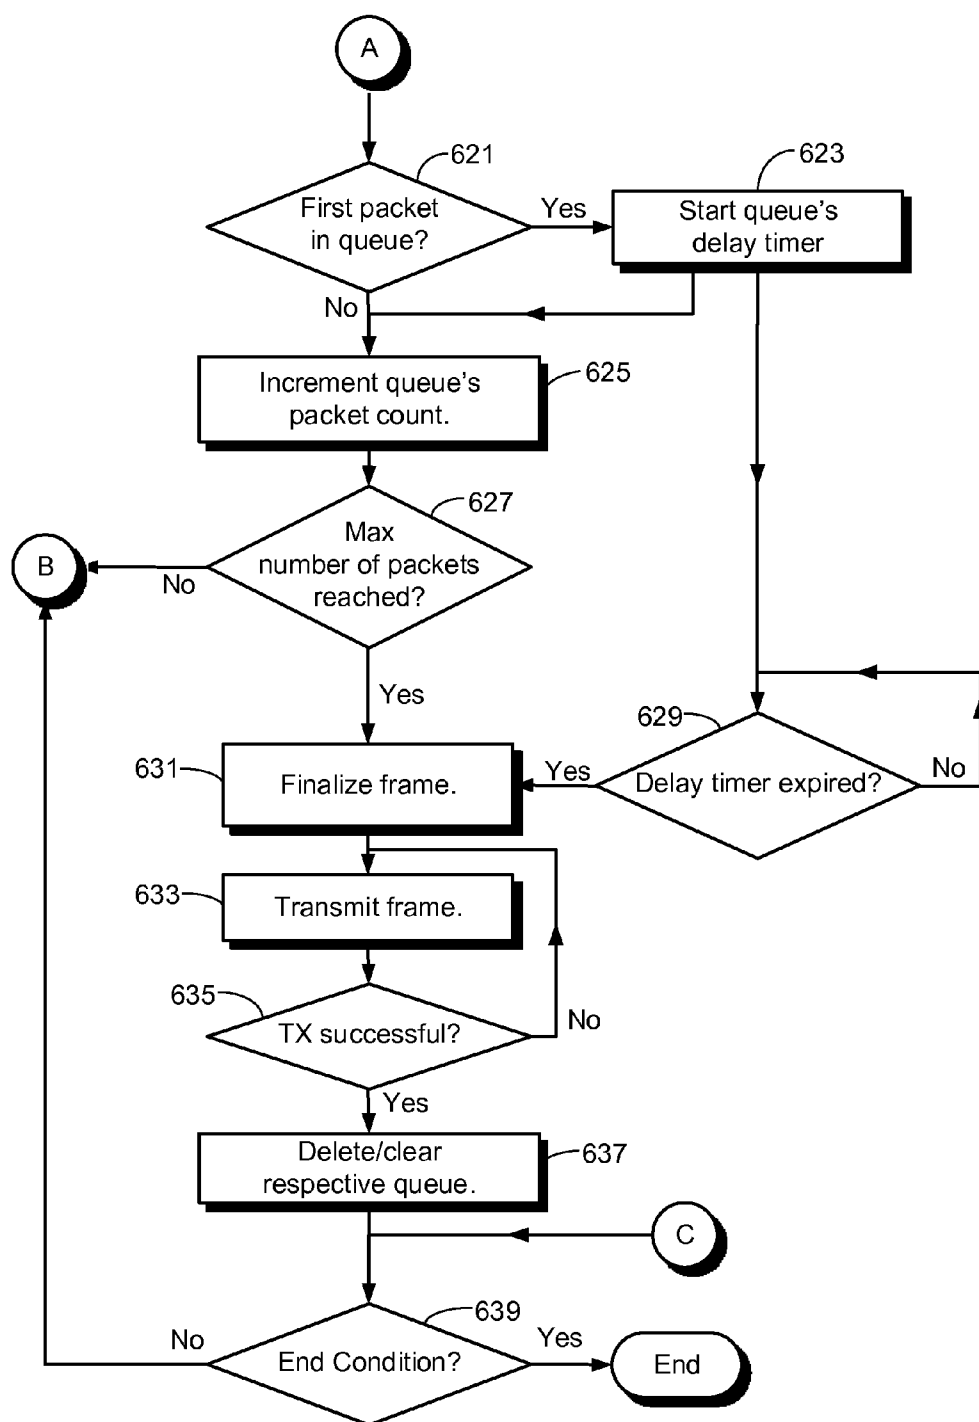 A
621
623
First packet
in queue?
Yes
Start queue's
delay timer
No
Increment queue's
packet count.
625
627
Max
number of packets
reached?
B
No
Yes
629
631
Finalize frame.
Yes
Delay timer expired?
No
633
Transmit frame.
635
TX successful?
No
Yes
Delete/clear
respective queue.
637
C
639
No
End Condition?
Yes
End